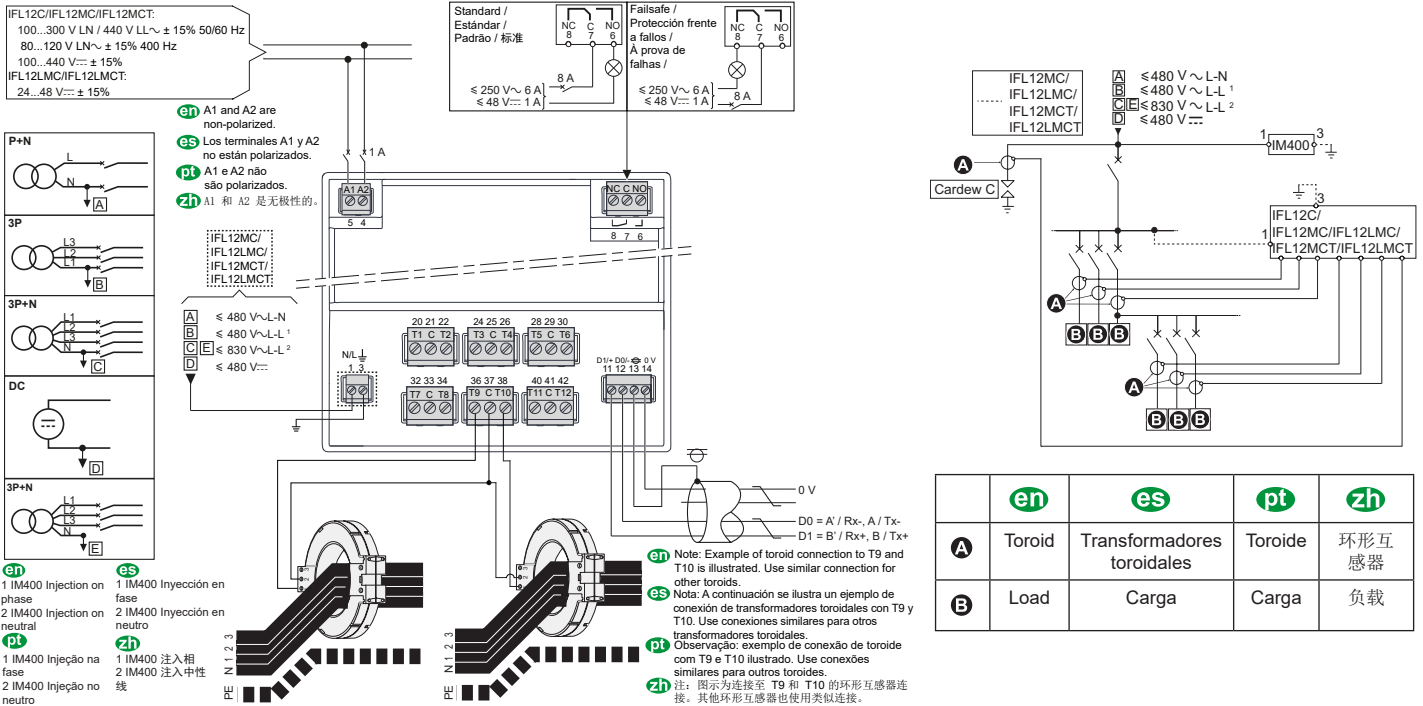 IFL12C/IFL12MC/IFL12MCT:
100...300 V LN / 440 V LL～ ± 15% 50/60 Hz
80...120 V LN～ ± 15% 400 Hz
100...440 V⎓ ± 15%
IFL12LMC/IFL12LMCT:
24...48 V⎓ ± 15%
Standard /
Estándar /
Padrão / 标准
NC C NO
8 7 6
8 A
≤ 250 V～ 6 A
≤ 48 V⎓ 1 A
Failsafe /
Protección frente
a fallos /
À prova de
falhas /
NC C NO
8 7 6
≤ 250 V～ 6 A
≤ 48 V⎓ 1 A
8 A
en A1 and A2 are
non-polarized.
es Los terminales A1 y A2
no están polarizados.
pt A1 e A2 não
são polarizados.
zh A1 和 A2 是无极性的。
1 A
A1 A2
5 4
NC C NO
8 7 6
P+N
L
N
A
3P
L3
L2
L1
B
3P+N
L1
L2
L3
N
C
DC
D
3P+N
L1
L2
L3
N
E
IFL12MC/
IFL12LMC/
IFL12MCT/
IFL12LMCT
A ≤ 480 V～L-N
B ≤ 480 V～L-L 1
C E ≤ 830 V～L-L 2
D ≤ 480 V⎓
N/L
1 3
20 21 22
T1 C T2
24 25 26
T3 C T4
28 29 30
T5 C T6
32 33 34
T7 C T8
36 37 38
T9 C T10
40 41 42
T11 C T12
D1/+ D0/- 0 V
11 12 13 14
0 V
D0 = A' / Rx-, A / Tx-
D1 = B' / Rx+, B / Tx+
3
2
1
N 1 2 3
PE
3
2
1
N 1 2 3
PE
en
1 IM400 Injection on
phase
2 IM400 Injection on
neutral
es
1 IM400 Inyección en
fase
2 IM400 Inyección en
neutro
pt
1 IM400 Injeção na
fase
2 IM400 Injeção no
neutro
zh
1 IM400 注入相
2 IM400 注入中性
线
en Note: Example of toroid connection to T9 and
T10 is illustrated. Use similar connection for
other toroids.
es Nota: A continuación se ilustra un ejemplo de
conexión de transformadores toroidales con T9 y
T10. Use conexiones similares para otros
transformadores toroidales.
pt Observação: exemplo de conexão de toroide
com T9 e T10 ilustrado. Use conexões
similares para outros toroides.
zh 注: 图示为连接至 T9 和 T10 的环形互感器连
接。其他环形互感器也使用类似连接。
IFL12MC/
IFL12LMC/
IFL12MCT/
IFL12LMCT
A ≤480 V ～ L-N
B ≤480 V ～ L-L 1
C E ≤830 V ～ L-L 2
D ≤480 V ⎓
1 IM400 3
A
Cardew C
3
1
IFL12C/
IFL12MC/IFL12LMC/
IFL12MCT/IFL12LMCT
A
B B B
A
B B B
en es pt zh
A Toroid Transformadores toroidales Toroide 环形互感器
B Load Carga Carga 负载